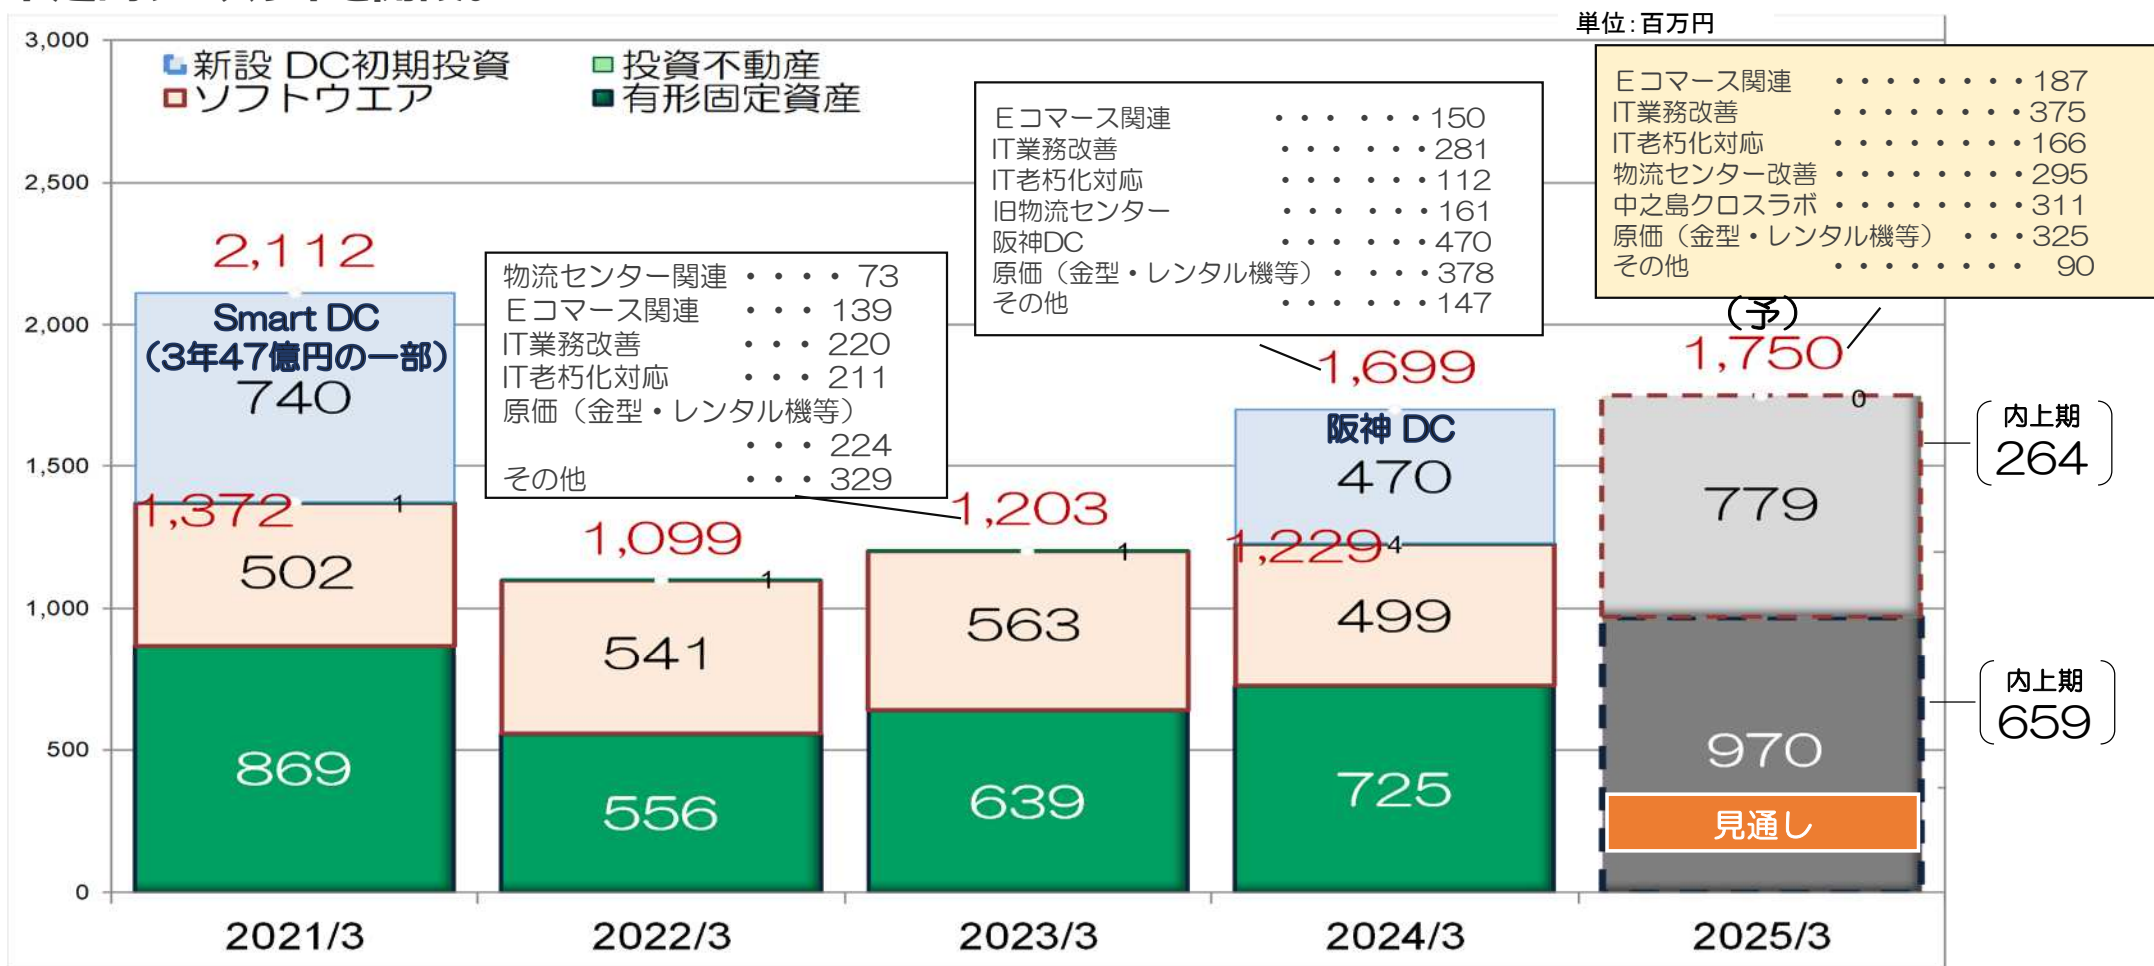 単位：百万円
3,000
2,500
2,000
1,500
1,000
500
0
新設 DC初期投資
投資不動産
ソフトウエア
有形固定資産
2,112
Smart DC
（3年47億円の一部）
740
1,372
1
502
869
2021/3
物流センター関連 ・・・・ 73
Ｅコマース関連 ・・・ 139
IT業務改善 ・・・ 220
IT老朽化対応 ・・・ 211
原価（金型・レンタル機等）
・・・ 224
その他 ・・・ 329
1,099
1
541
556
2022/3
1,203
1
563
639
2023/3
Ｅコマース関連 ・・・・・・150
IT業務改善 ・・・・・・281
IT老朽化対応 ・・・・・・112
旧物流センター ・・・・・・161
阪神DC ・・・・・・470
原価（金型・レンタル機等）・・・・378
その他 ・・・・・・147
1,699
阪神 DC
470
1,229
4
499
725
2024/3
Ｅコマース関連 ・・・・・・・・187
IT業務改善 ・・・・・・・・375
IT老朽化対応 ・・・・・・・・166
物流センター改善 ・・・・・・・・295
中之島クロスラボ ・・・・・・・・311
原価（金型・レンタル機等） ・・・325
その他 ・・・・・・・・ 90
（予）
1,750
0
779
970
見通し
2025/3
内上期
264
内上期
659